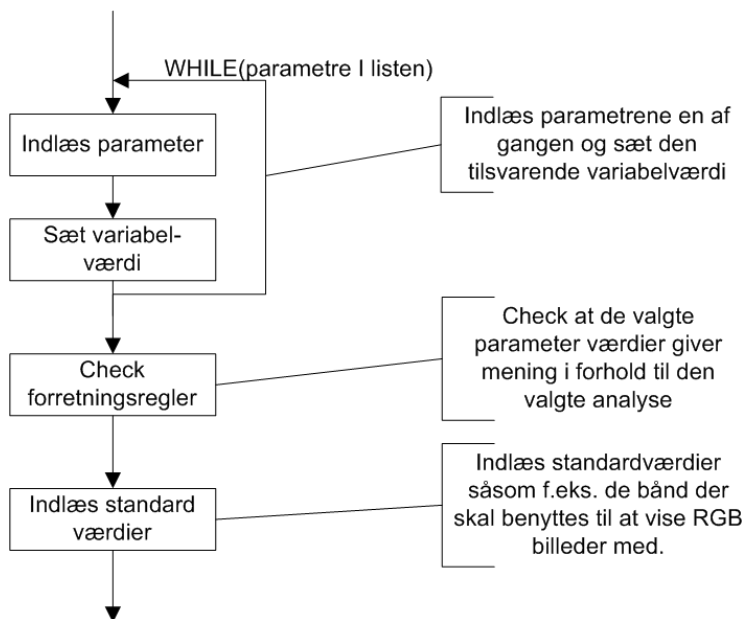 WHILE(parametre I listen)
Indlæs parameter
Indlæs parametrene en af
gangen og sæt den
tilsvarende variabelværdi
Sæt variabel-
værdi
Check
forretningsregler
Check at de valgte
parameter værdier giver
mening i forhold til den
valgte analyse
Indlæs standard
værdier
Indlæs standardværdier
såsom f.eks. de bånd der
skal benyttes til at vise RGB
billeder med.